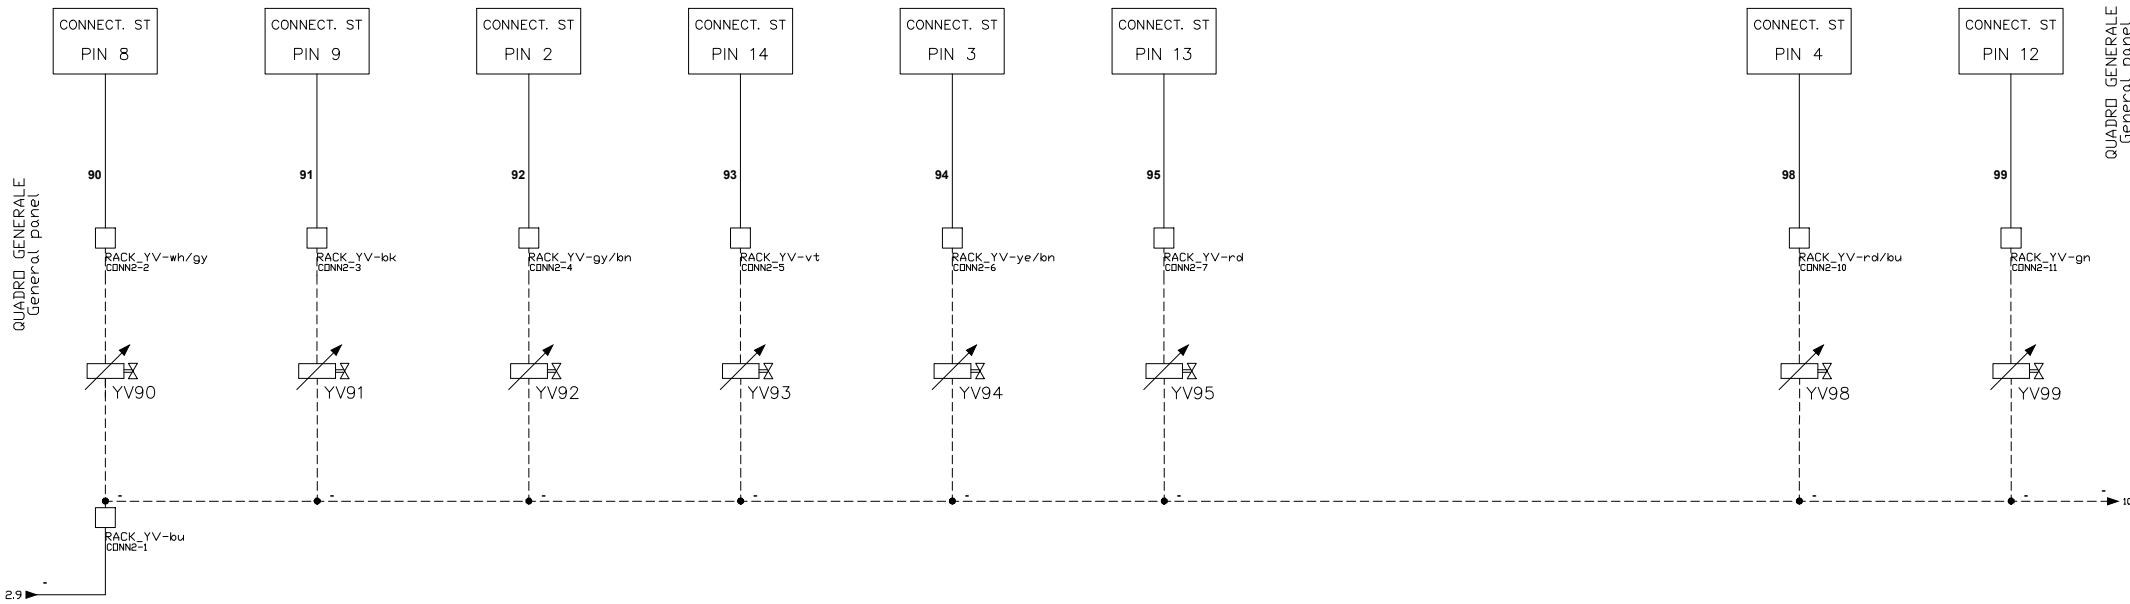 CONNECT. ST
PIN 8
CONNECT. ST
PIN 9
CONNECT. ST
PIN 2
CONNECT. ST
PIN 14
CONNECT. ST
PIN 3
CONNECT. ST
PIN 13
CONNECT. ST
PIN 4
CONNECT. ST
PIN 12
QUADRO GENERALE
General panel
QUADRO GENERALE
General panel
90
91
92
93
94
95
98
99
RACK_YV-wh/gy
CONN2-2
RACK_YV-bk
CONN2-3
RACK_YV-gy/bn
CONN2-4
RACK_YV-vt
CONN2-5
RACK_YV-ye/bn
CONN2-6
RACK_YV-rd
CONN2-7
RACK_YV-rd/bu
CONN2-10
RACK_YV-gn
CONN2-11
YV90
YV91
YV92
YV93
YV94
YV95
YV98
YV99
-
-
-
-
-
-
-
-
-
RACK_YV-bu
CONN2-1
-
2.9